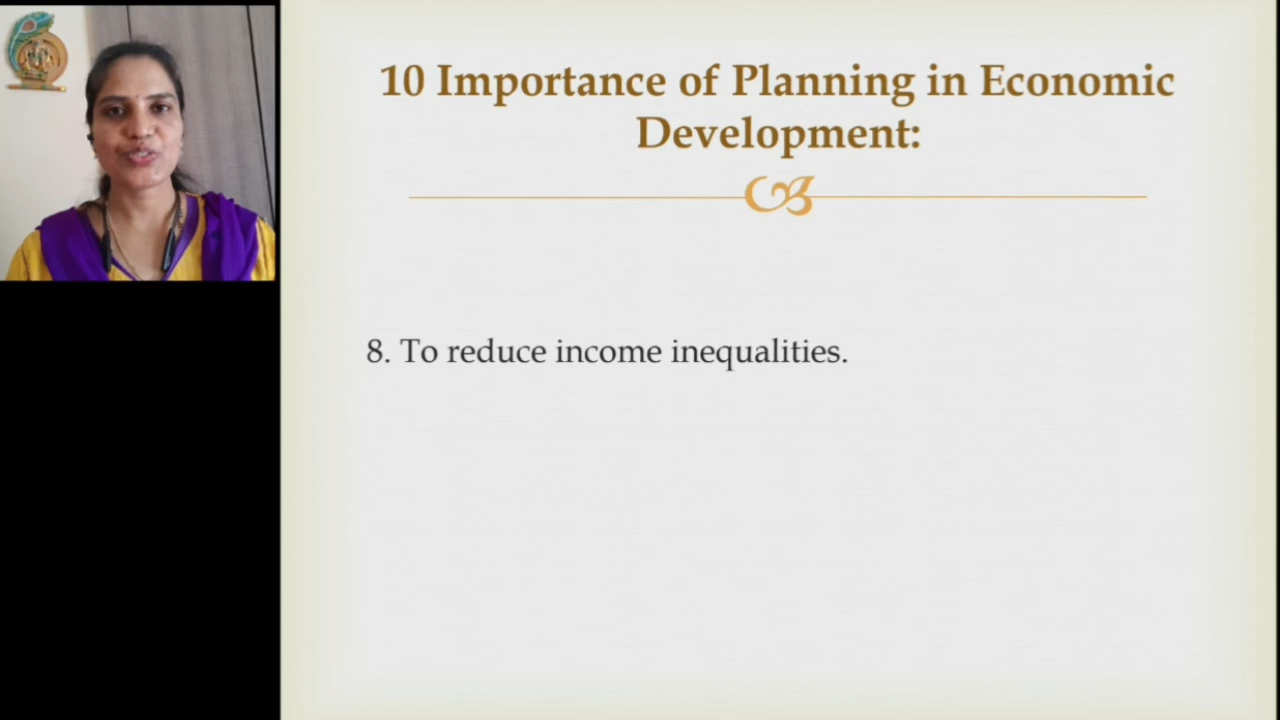 10 Importance of Planning in Economic
Development:
8. To reduce income inequalities.